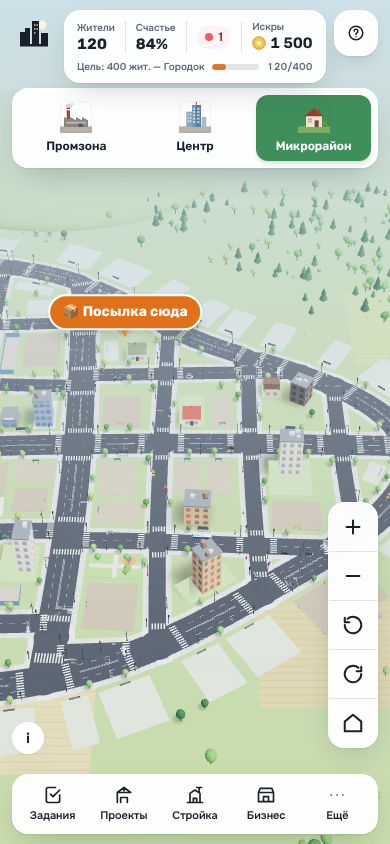 Жители
120
Счастье
84%
1
Искры
1 500
Цель: 400 жит. — Городок
120/400
Промзона
Центр
Микрорайон
Посылка сюда
i
Задания
Проекты
Стройка
Бизнес
Ещё